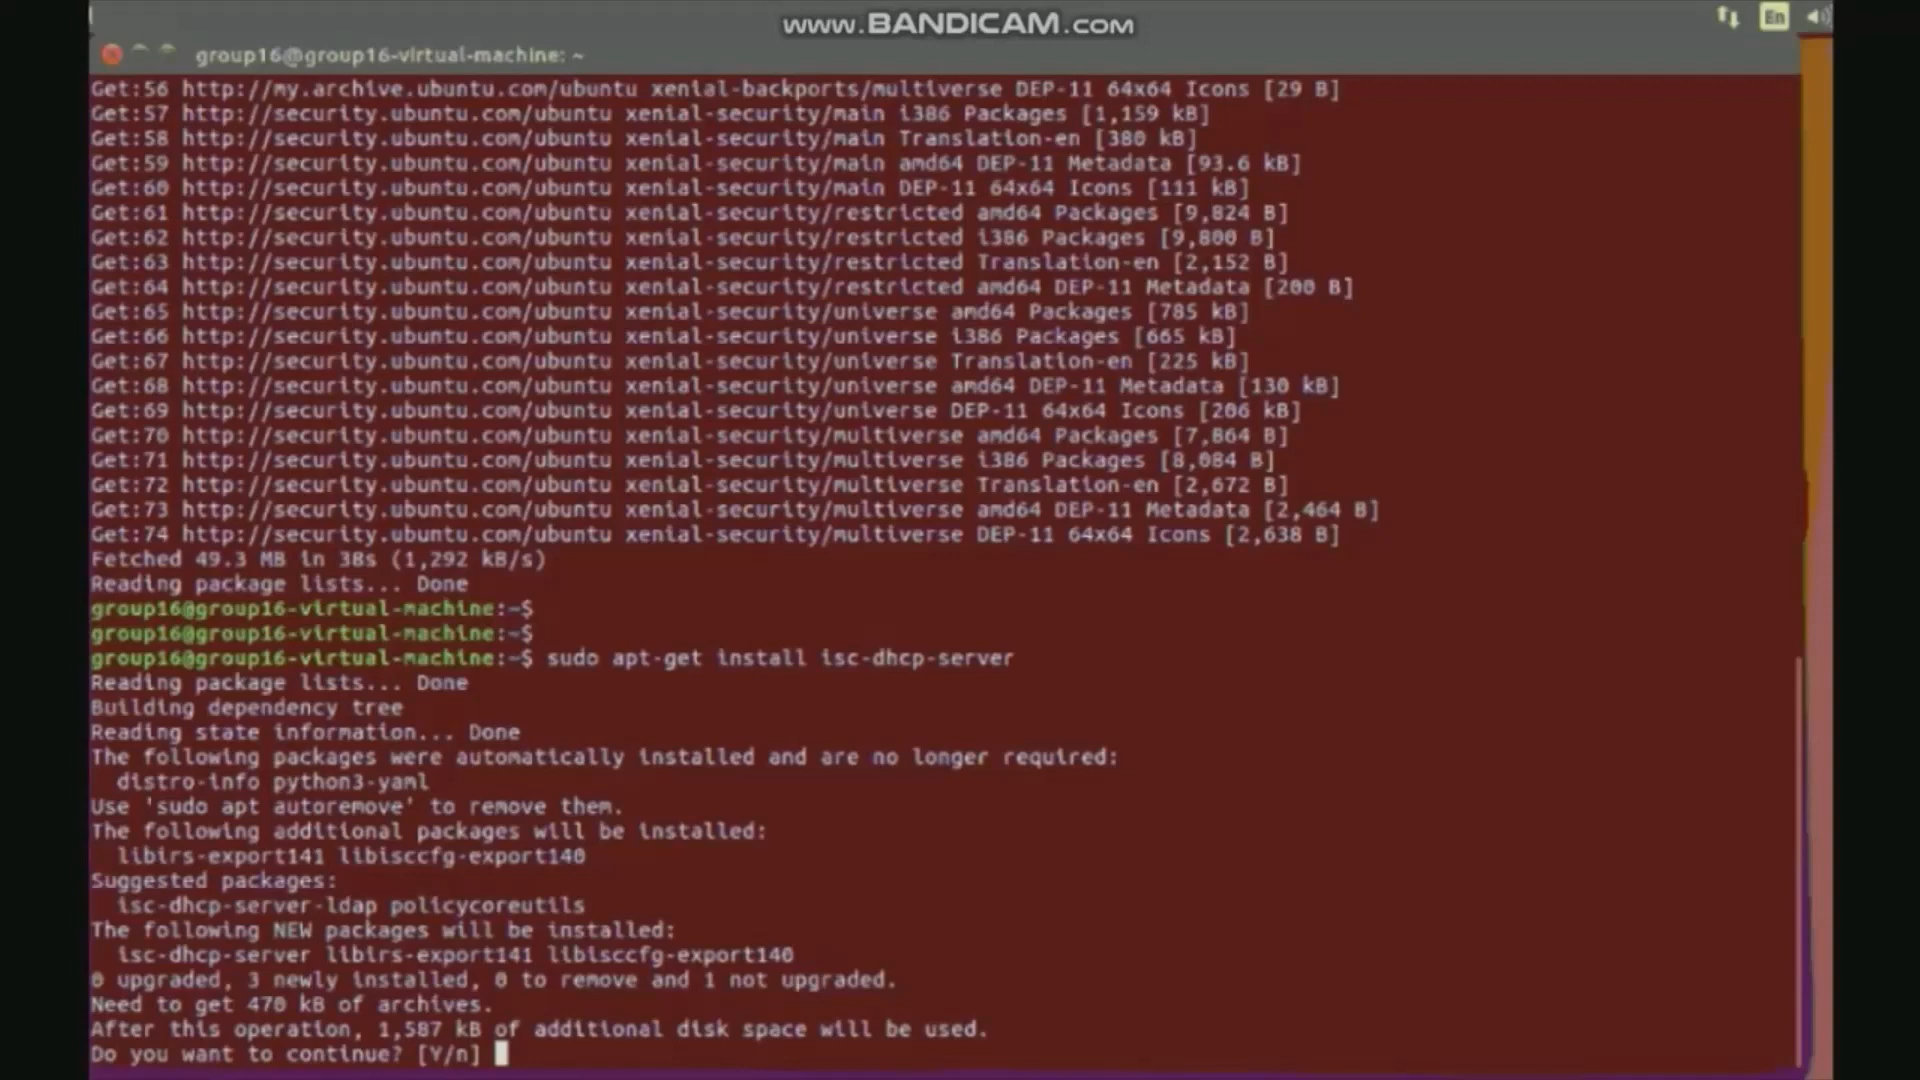 www.BANDICAM.com
En
group16@group16-virtual-machine: ~
Get:56 http://my.archive.ubuntu.com/ubuntu xenial-backports/multiverse DEP-11 64x64 Icons [29 B]
Get:57 http://security.ubuntu.com/ubuntu xenial-security/main i386 Packages [1,159 kB]
Get:58 http://security.ubuntu.com/ubuntu xenial-security/main Translation-en [380 kB]
Get:59 http://security.ubuntu.com/ubuntu xenial-security/main amd64 DEP-11 Metadata [93.6 kB]
Get:60 http://security.ubuntu.com/ubuntu xenial-security/main DEP-11 64x64 Icons [111 kB]
Get:61 http://security.ubuntu.com/ubuntu xenial-security/restricted amd64 Packages [9,824 B]
Get:62 http://security.ubuntu.com/ubuntu xenial-security/restricted i386 Packages [9,800 B]
Get:63 http://security.ubuntu.com/ubuntu xenial-security/restricted Translation-en [2,152 B]
Get:64 http://security.ubuntu.com/ubuntu xenial-security/restricted amd64 DEP-11 Metadata [200 B]
Get:65 http://security.ubuntu.com/ubuntu xenial-security/universe amd64 Packages [785 kB]
Get:66 http://security.ubuntu.com/ubuntu xenial-security/universe i386 Packages [665 kB]
Get:67 http://security.ubuntu.com/ubuntu xenial-security/universe Translation-en [225 kB]
Get:68 http://security.ubuntu.com/ubuntu xenial-security/universe amd64 DEP-11 Metadata [130 kB]
Get:69 http://security.ubuntu.com/ubuntu xenial-security/universe DEP-11 64x64 Icons [206 kB]
Get:70 http://security.ubuntu.com/ubuntu xenial-security/multiverse amd64 Packages [7,864 B]
Get:71 http://security.ubuntu.com/ubuntu xenial-security/multiverse i386 Packages [8,084 B]
Get:72 http://security.ubuntu.com/ubuntu xenial-security/multiverse Translation-en [2,672 B]
Get:73 http://security.ubuntu.com/ubuntu xenial-security/multiverse amd64 DEP-11 Metadata [2,464 B]
Get:74 http://security.ubuntu.com/ubuntu xenial-security/multiverse DEP-11 64x64 Icons [2,638 B]
Fetched 49.3 MB in 38s (1,292 kB/s)
Reading package lists... Done
group16@group16-virtual-machine:~$
group16@group16-virtual-machine:~$
group16@group16-virtual-machine:~$ sudo apt-get install isc-dhcp-server
Reading package lists... Done
Building dependency tree
Reading state information... Done
The following packages were automatically installed and are no longer required:
distro-info python3-yaml
Use 'sudo apt autoremove' to remove them.
The following additional packages will be installed:
libirs-export141 libisccfg-export140
Suggested packages:
isc-dhcp-server-ldap policycoreutils
The following NEW packages will be installed:
isc-dhcp-server libirs-export141 libisccfg-export140
0 upgraded, 3 newly installed, 0 to remove and 1 not upgraded.
Need to get 470 kB of archives.
After this operation, 1,587 kB of additional disk space will be used.
Do you want to continue? [Y/n]